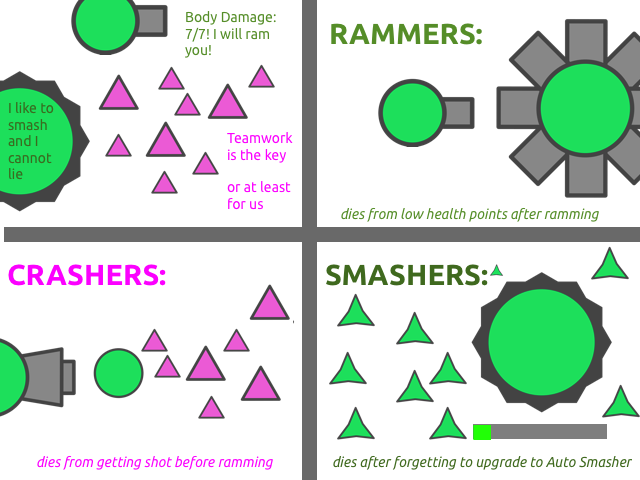 Body Damage:
7/7! I will ram
you!
I like to
smash
and I
cannot
lie
Teamwork
is the key
or at least
for us
RAMMERS:
dies from low health points after ramming
CRASHERS:
dies from getting shot before ramming
SMASHERS:
dies after forgetting to upgrade to Auto Smasher